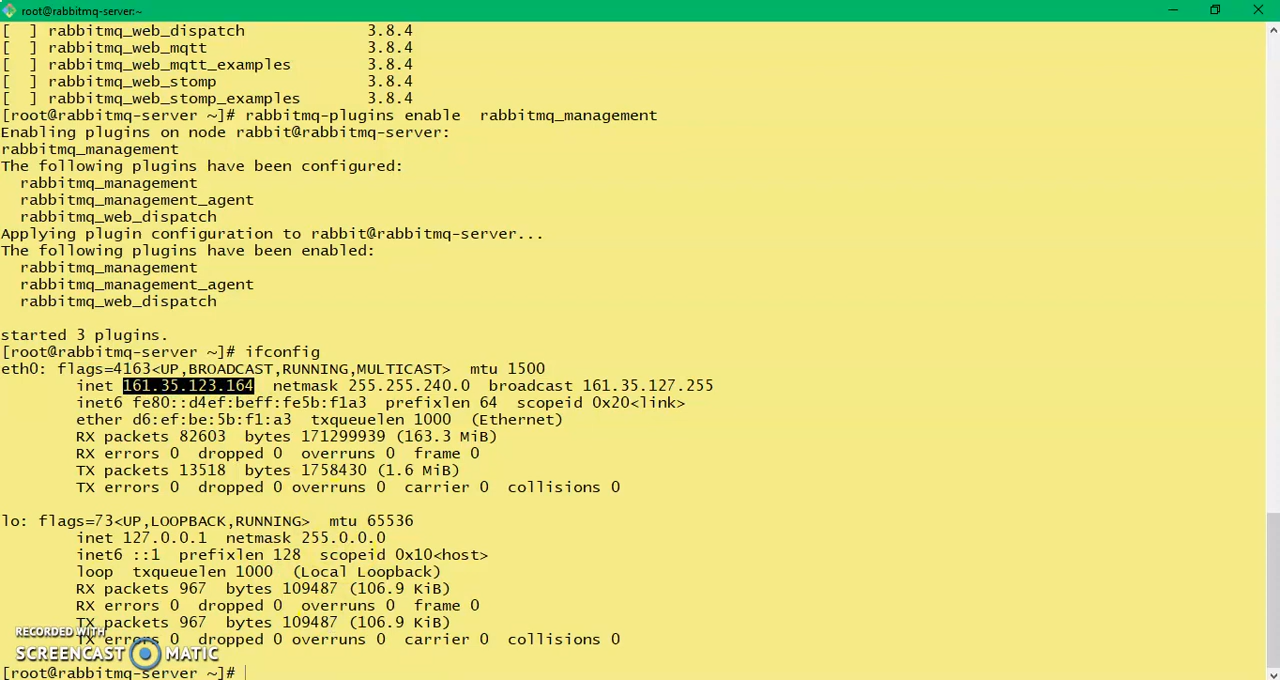 root@rabbitmq-server:~
[  ] rabbitmq_web_dispatch             3.8.4
[  ] rabbitmq_web_mqtt                 3.8.4
[  ] rabbitmq_web_mqtt_examples        3.8.4
[  ] rabbitmq_web_stomp                3.8.4
[  ] rabbitmq_web_stomp_examples       3.8.4
[root@rabbitmq-server ~]# rabbitmq-plugins enable  rabbitmq_management
Enabling plugins on node rabbit@rabbitmq-server:
rabbitmq_management
The following plugins have been configured:
  rabbitmq_management
  rabbitmq_management_agent
  rabbitmq_web_dispatch
Applying plugin configuration to rabbit@rabbitmq-server...
The following plugins have been enabled:
  rabbitmq_management
  rabbitmq_management_agent
  rabbitmq_web_dispatch
started 3 plugins.
[root@rabbitmq-server ~]# ifconfig
eth0: flags=4163<UP,BROADCAST,RUNNING,MULTICAST>  mtu 1500
        inet 161.35.123.164  netmask 255.255.240.0  broadcast 161.35.127.255
        inet6 fe80::d4ef:beff:fe5b:f1a3  prefixlen 64  scopeid 0x20<link>
        ether d6:ef:be:5b:f1:a3  txqueuelen 1000  (Ethernet)
        RX packets 82603  bytes 171299939 (163.3 MiB)
        RX errors 0  dropped 0  overruns 0  frame 0
        TX packets 13518  bytes 1758430 (1.6 MiB)
        TX errors 0  dropped 0 overruns 0  carrier 0  collisions 0
lo: flags=73<UP,LOOPBACK,RUNNING>  mtu 65536
        inet 127.0.0.1  netmask 255.0.0.0
        inet6 ::1  prefixlen 128  scopeid 0x10<host>
        loop  txqueuelen 1000  (Local Loopback)
        RX packets 967  bytes 109487 (106.9 KiB)
        RX errors 0  dropped 0  overruns 0  frame 0
        TX packets 967  bytes 109487 (106.9 KiB)
        TX errors 0  dropped 0 overruns 0  carrier 0  collisions 0
RECORDED WITH
SCREENCAST MATIC
[root@rabbitmq-server ~]#